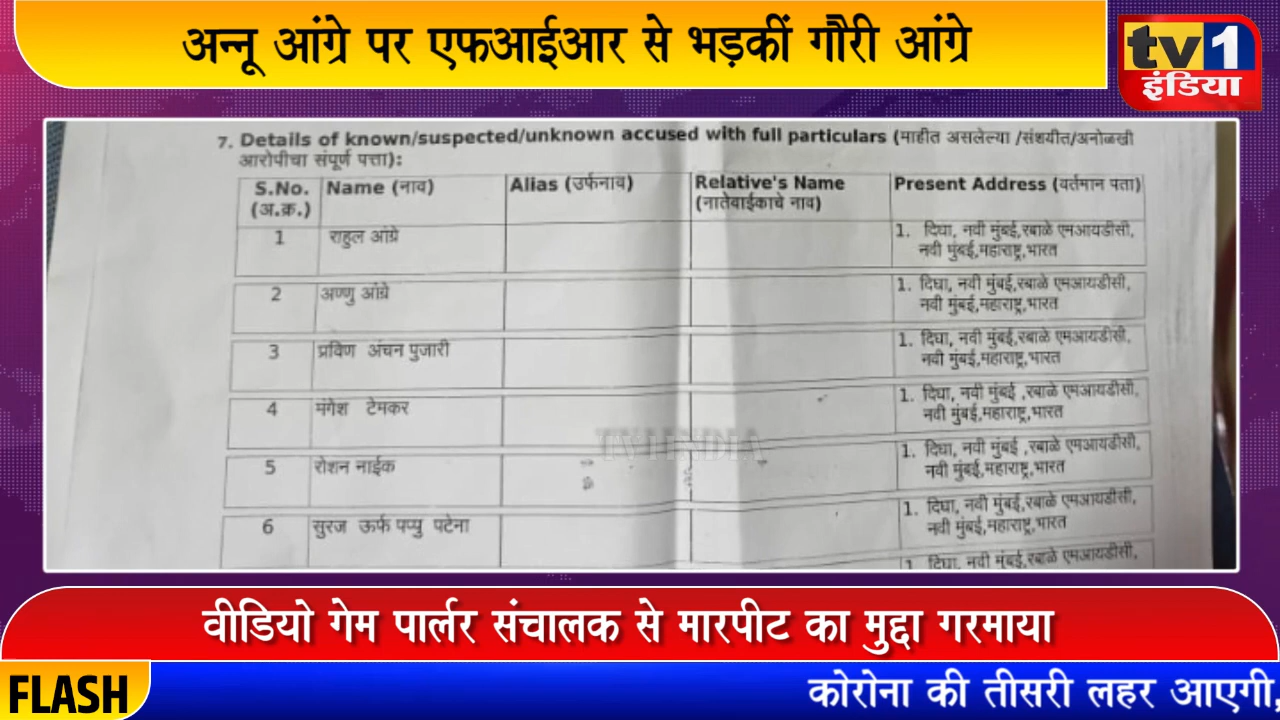 अन्नू आंग्रे पर एफआईआर से भड़कीं गौरी आंग्रे
tv1
इंडिया
7. Details of known/suspected/unknown accused with full particulars (माहीत असलेल्या /संशयीत/अनोळखी
आरोपीचा संपूर्ण पत्ता):
S.No. Name (नाव) Alias (उर्फनाव) Relative's Name Present Address (वर्तमान पता)
(अ.क्र.) (नातेवाईकाचे नाव)
1 राहुल आंग्रे 1. दिघा, नवी मुंबई,रबाळे एमआयडीसी,
नवी मुंबई,महाराष्ट्र,भारत
2 अण्णु आंग्रे 1. दिघा, नवी मुंबई,रबाळे एमआयडीसी,
नवी मुंबई,महाराष्ट्र,भारत
3 प्रविण अंचन पुजारी 1. दिघा, नवी मुंबई,रबाळे एमआयडीसी,
नवी मुंबई,महाराष्ट्र,भारत
4 मंगेश टेमकर 1. दिघा, नवी मुंबई ,रबाळे एमआयडीसी,
नवी मुंबई,महाराष्ट्र,भारत
5 रोशन नाईक 1. दिघा, नवी मुंबई ,रबाळे एमआयडीसी,
नवी मुंबई,महाराष्ट्र,भारत
6 सुरज ऊर्फ पप्पु पटेना 1. दिघा, नवी मुंबई,रबाळे एमआयडीसी,
नवी मुंबई,महाराष्ट्र,भारत
1. दिघा, नवी मुंबई,रबाळे एमआयडीसी,
वीडियो गेम पार्लर संचालक से मारपीट का मुद्दा गरमाया
FLASH कोरोना की तीसरी लहर आएगी,